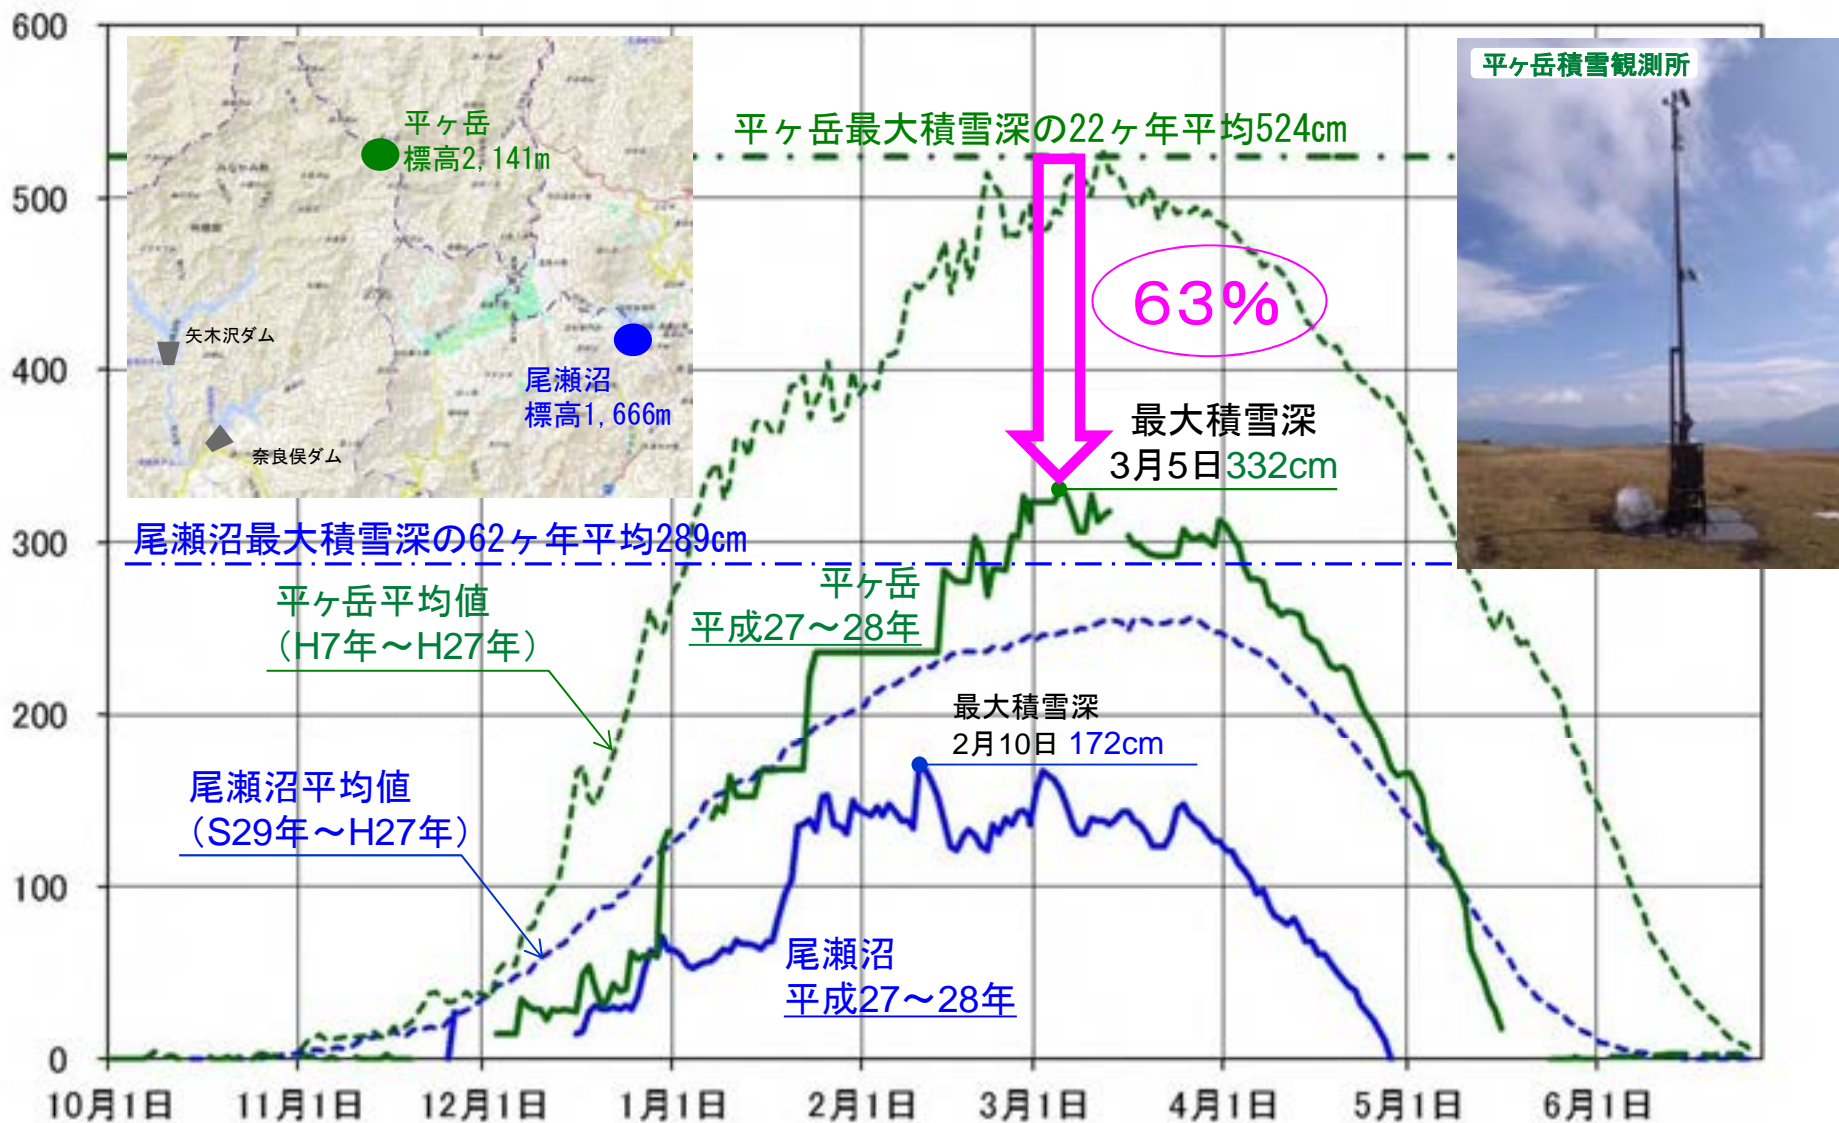 600
500
400
300
200
100
0
10月1日
11月1日
12月1日
1月1日
2月1日
3月1日
4月1日
5月1日
6月1日
平ヶ岳
標高2,141m
矢木沢ダム
尾瀬沼
標高1,666m
奈良俣ダム
平ヶ岳積雪観測所
平ヶ岳最大積雪深の22ヶ年平均524cm
63%
最大積雪深
3月5日332cm
尾瀬沼最大積雪深の62ヶ年平均289cm
平ヶ岳平均値
（H7年～H27年）
平ヶ岳
平成27～28年
最大積雪深
2月10日 172cm
尾瀬沼平均値
（S29年～H27年）
尾瀬沼
平成27～28年